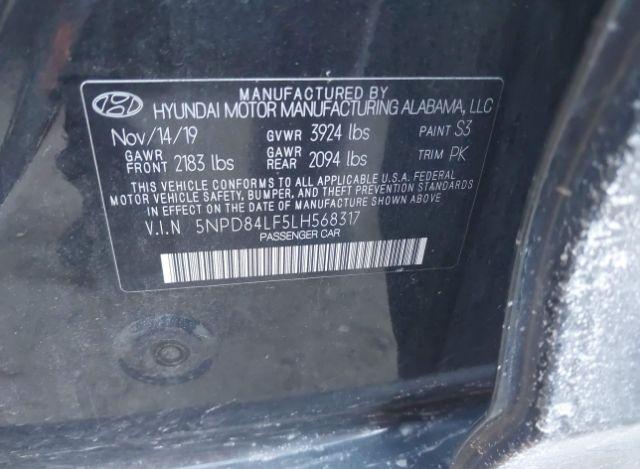 MANUFACTURED BY
HYUNDAI MOTOR MANUFACTURING ALABAMA, LLC
Nov/14/19 GVWR 3924 lbs PAINT S3
GAWR FRONT 2183 lbs GAWR REAR 2094 lbs TRIM PK
THIS VEHICLE CONFORMS TO ALL APPLICABLE U.S.A. FEDERAL
MOTOR VEHICLE SAFETY, BUMPER, AND THEFT PREVENTION STANDARDS
IN EFFECT ON THE DATE OF MANUFACTURE SHOWN ABOVE.
V.I.N 5NPD84LF5LH568317
PASSENGER CAR